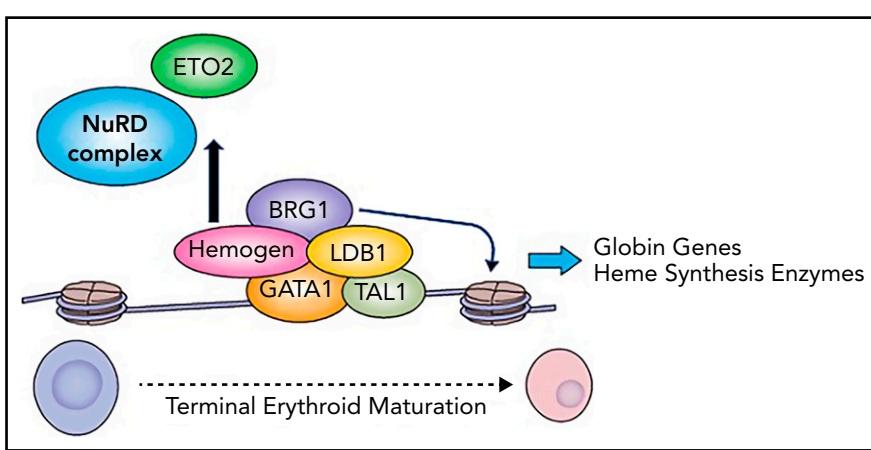 ETO2
NuRD
complex
BRG1
Hemogen
LDB1
GATA1
TAL1
Globin Genes
Heme Synthesis Enzymes
Terminal Erythroid Maturation